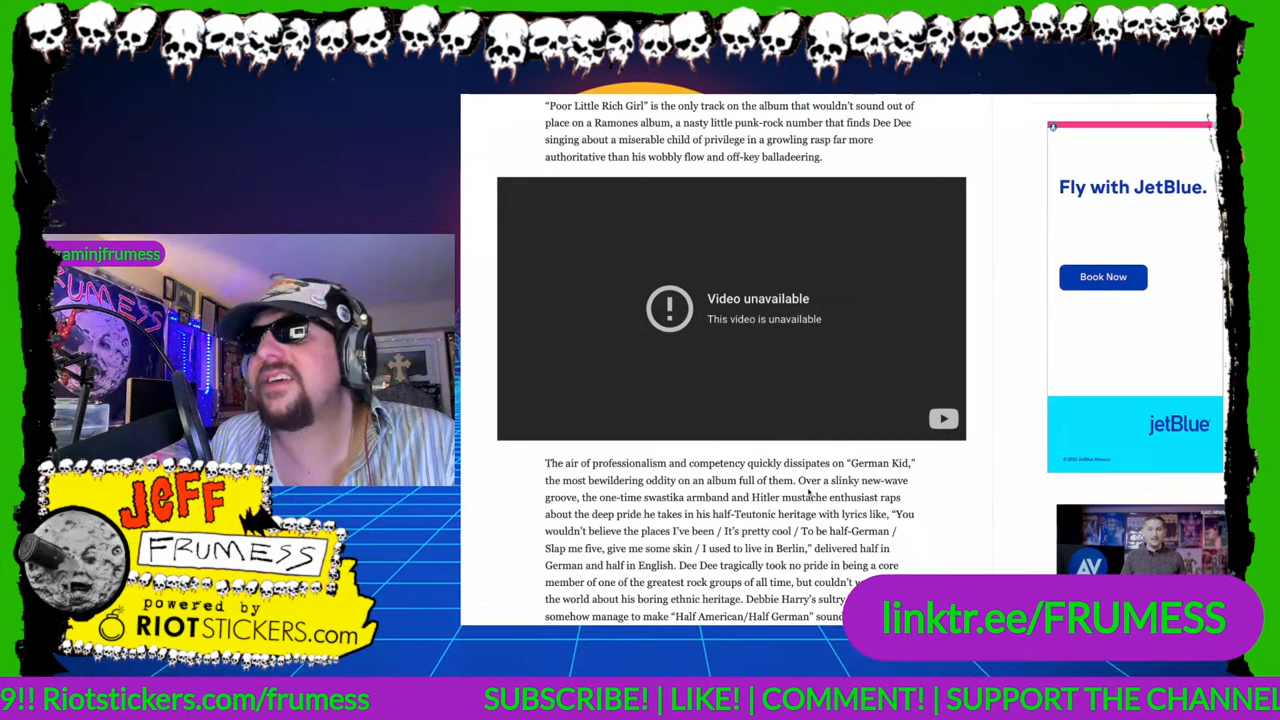 “Poor Little Rich Girl” is the only track on the album that wouldn’t sound out of
place on a Ramones album, a nasty little punk-rock number that finds Dee Dee
singing about a miserable child of privilege in a growling rasp far more
authoritative than his wobbly flow and off-key balladeering.
Video unavailable
This video is unavailable
The air of professionalism and competency quickly dissipates on “German Kid,”
the most bewildering oddity on an album full of them. Over a slinky new-wave
groove, the one-time swastika armband and Hitler mustache enthusiast raps
about the deep pride he takes in his half-Teutonic heritage with lyrics like, “You
wouldn’t believe the places I’ve been / It’s pretty cool / To be half-German /
Slap me five, give me some skin / I used to live in Berlin,” delivered half in
German and half in English. Dee Dee tragically took no pride in being a core
member of one of the greatest rock groups of all time, but couldn’t
the world about his boring ethnic heritage. Debbie Harry’s sultry
somehow manage to make “Half American/Half German” sound
Fly with JetBlue.
Book Now
jetBlue
© 2023 JetBlue Airways
AV
saminjfrumess
FRUMESS
JEFF
FRUMESS
powered by
RIOTSTICKERS.com
linktr.ee/FRUMESS
9!! Riotstickers.com/frumess
SUBSCRIBE! | LIKE! | COMMENT! | SUPPORT THE CHANNEL